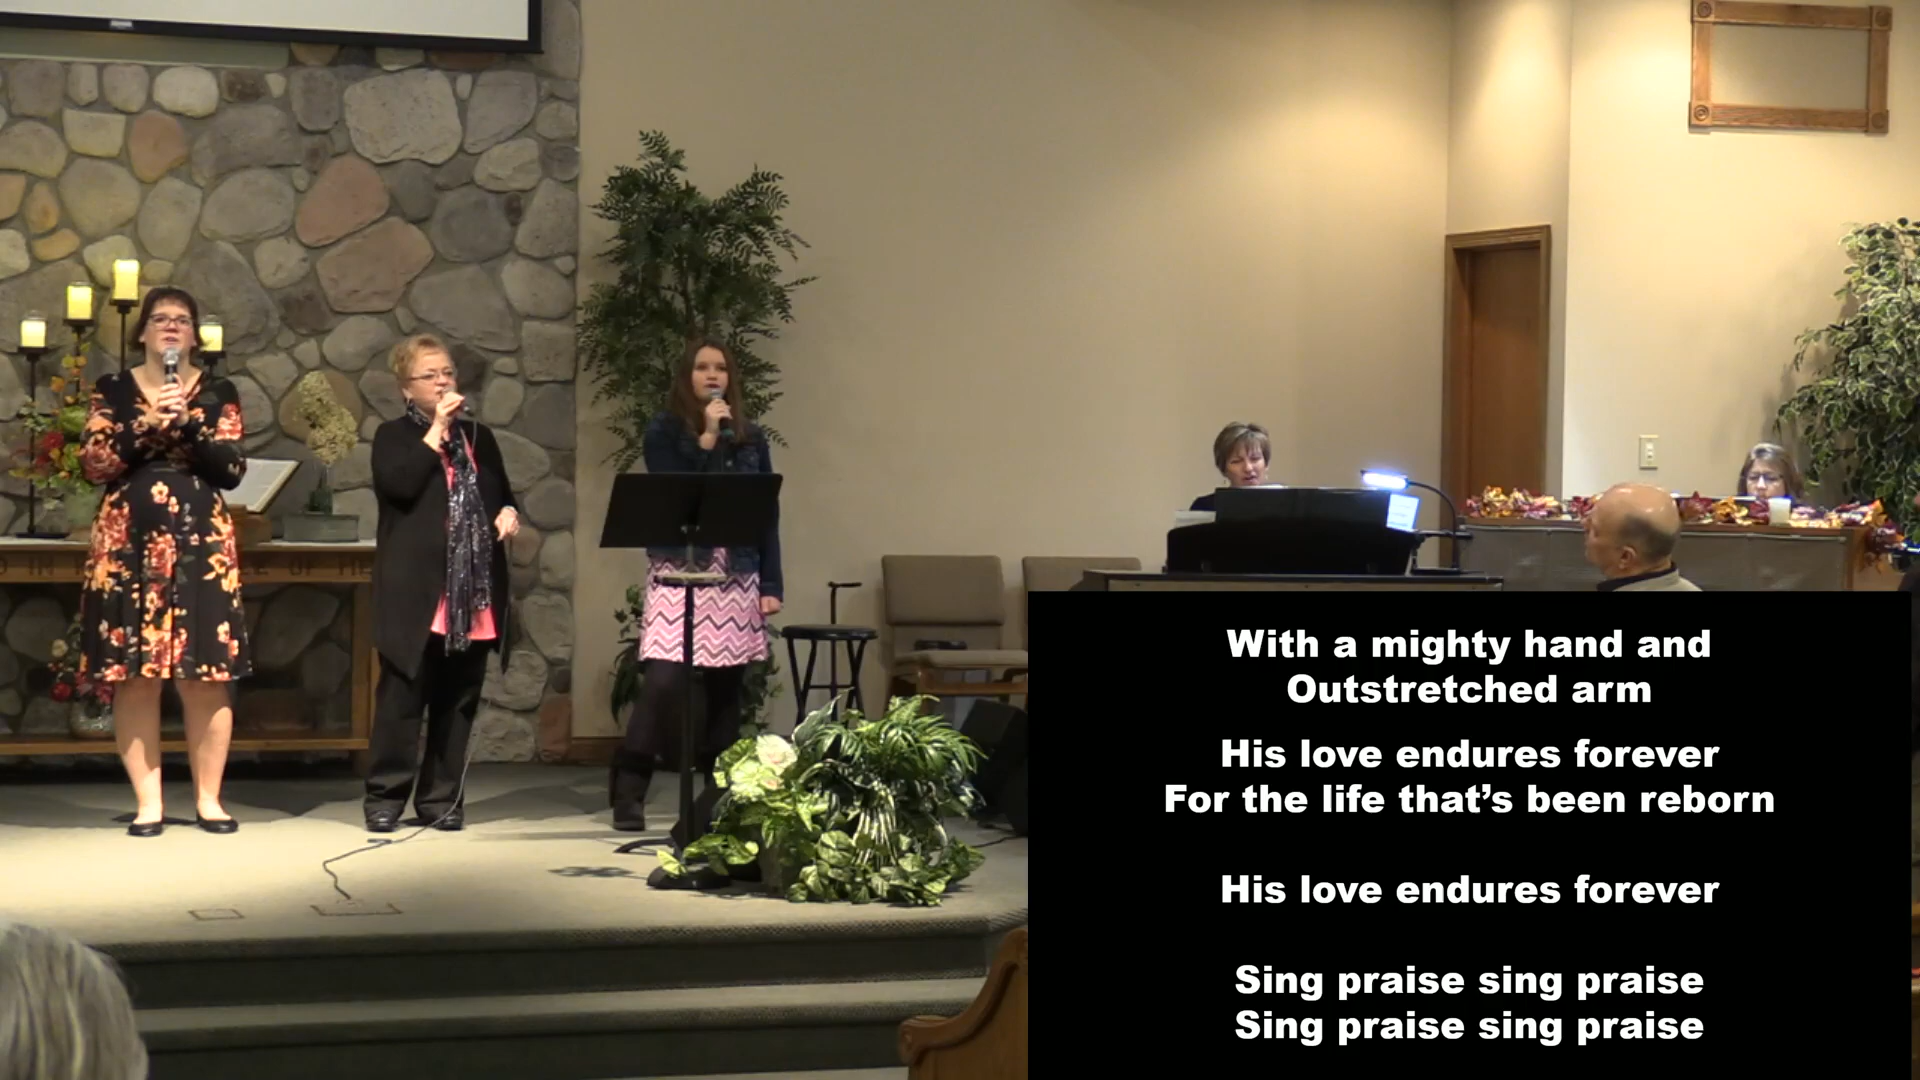 With a mighty hand and
Outstretched arm
His love endures forever
For the life that's been reborn
His love endures forever
Sing praise sing praise
Sing praise sing praise